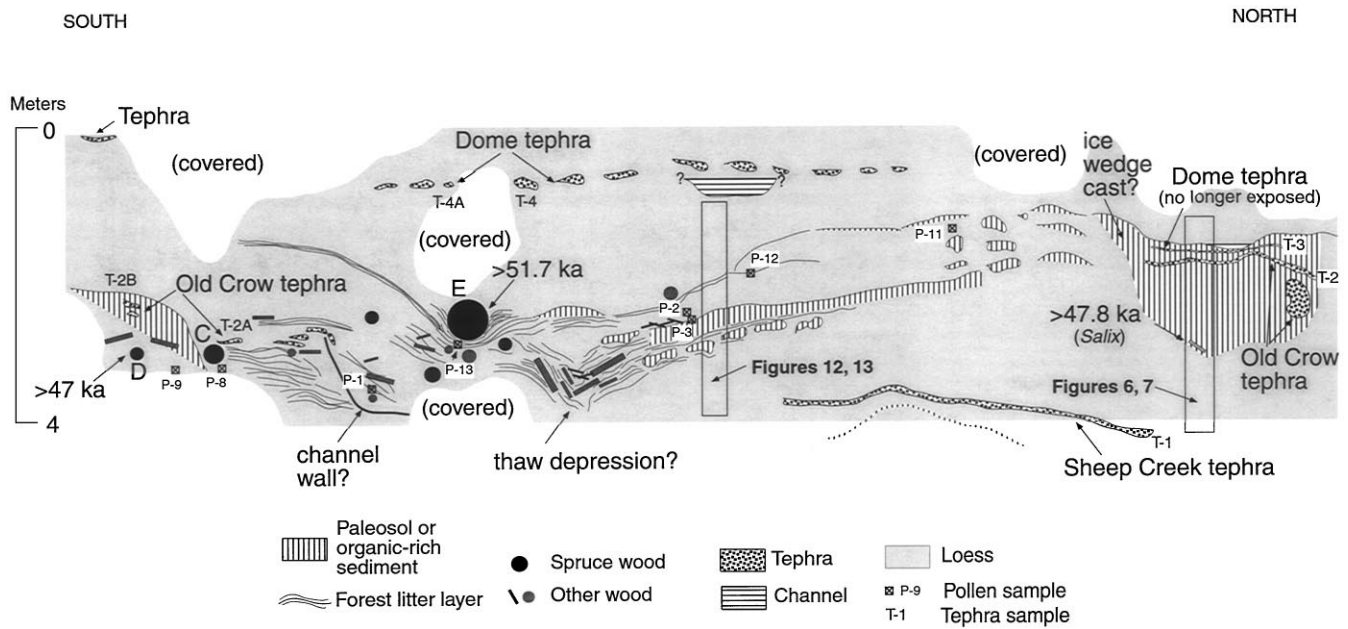 SOUTH
NORTH
Meters
0
4
Tephra
(covered)
Dome tephra
T-4A
T-4
(covered)
? ?
(covered)
ice
wedge
cast?
Dome tephra
(no longer exposed)
T-2B
Old Crow tephra
T-2A
C
D
>47 ka
P-9
P-8
E
>51.7 ka
P-1
P-13
(covered)
channel
wall?
thaw depression?
P-2
P-3
P-12
P-11
Figures 12, 13
T-3
T-2
>47.8 ka
(Salix)
Old Crow
tephra
Figures 6, 7
T-1
Sheep Creek tephra
Paleosol or
organic-rich
sediment
Forest litter layer
Spruce wood
Other wood
Tephra
Channel
Loess
P-9 Pollen sample
T-1 Tephra sample